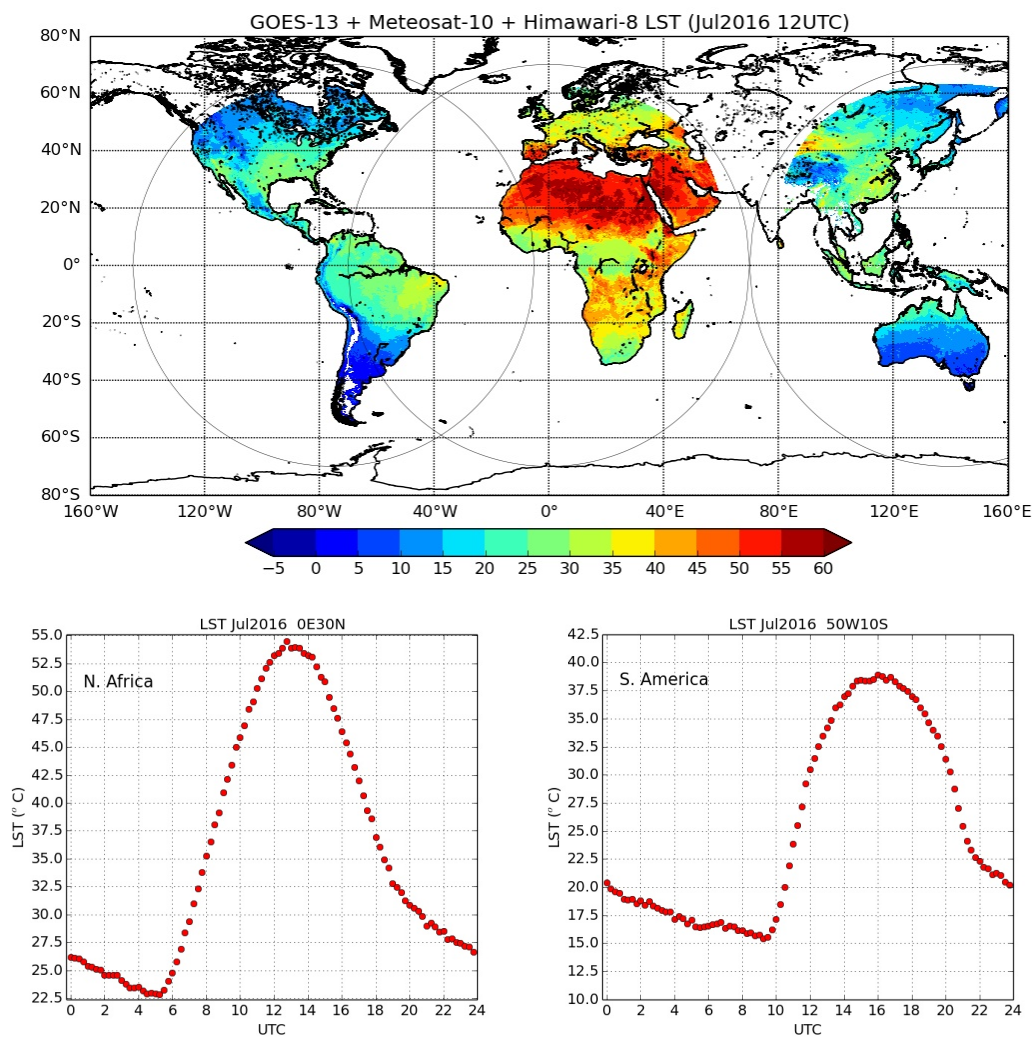 GOES-13 + Meteosat-10 + Himawari-8 LST (Jul2016 12UTC)
80°N
60°N
40°N
20°N
0°
20°S
40°S
60°S
80°S
160°W 120°W 80°W 40°W 0° 40°E 80°E 120°E 160°E
−5 0 5 10 15 20 25 30 35 40 45 50 55 60
LST Jul2016 0E30N
N. Africa
LST (° C)
55.0
52.5
50.0
47.5
45.0
42.5
40.0
37.5
35.0
32.5
30.0
27.5
25.0
22.5
0 2 4 6 8 10 12 14 16 18 20 22 24
UTC
LST Jul2016 50W10S
S. America
LST (° C)
42.5
40.0
37.5
35.0
32.5
30.0
27.5
25.0
22.5
20.0
17.5
15.0
12.5
10.0
0 2 4 6 8 10 12 14 16 18 20 22 24
UTC